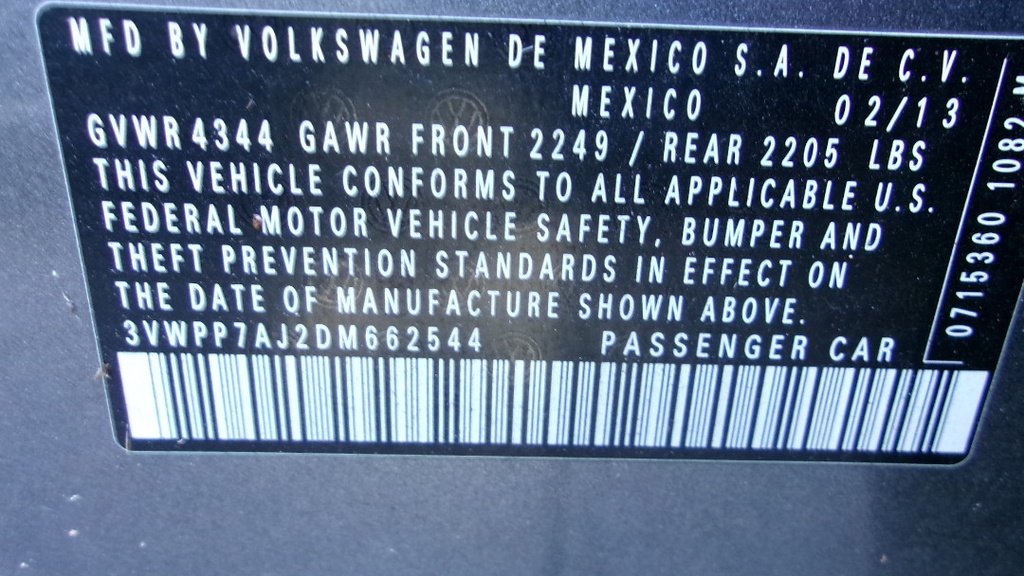 MFD BY VOLKSWAGEN DE MEXICO S.A. DE C.V.
MEXICO 02/13
GVWR 4344 GAWR FRONT 2249 / REAR 2205 LBS
THIS VEHICLE CONFORMS TO ALL APPLICABLE U.S.
FEDERAL MOTOR VEHICLE SAFETY, BUMPER AND
THEFT PREVENTION STANDARDS IN EFFECT ON
THE DATE OF MANUFACTURE SHOWN ABOVE.
3VWPP7AJ2DM662544 PASSENGER CAR
0715360 1082